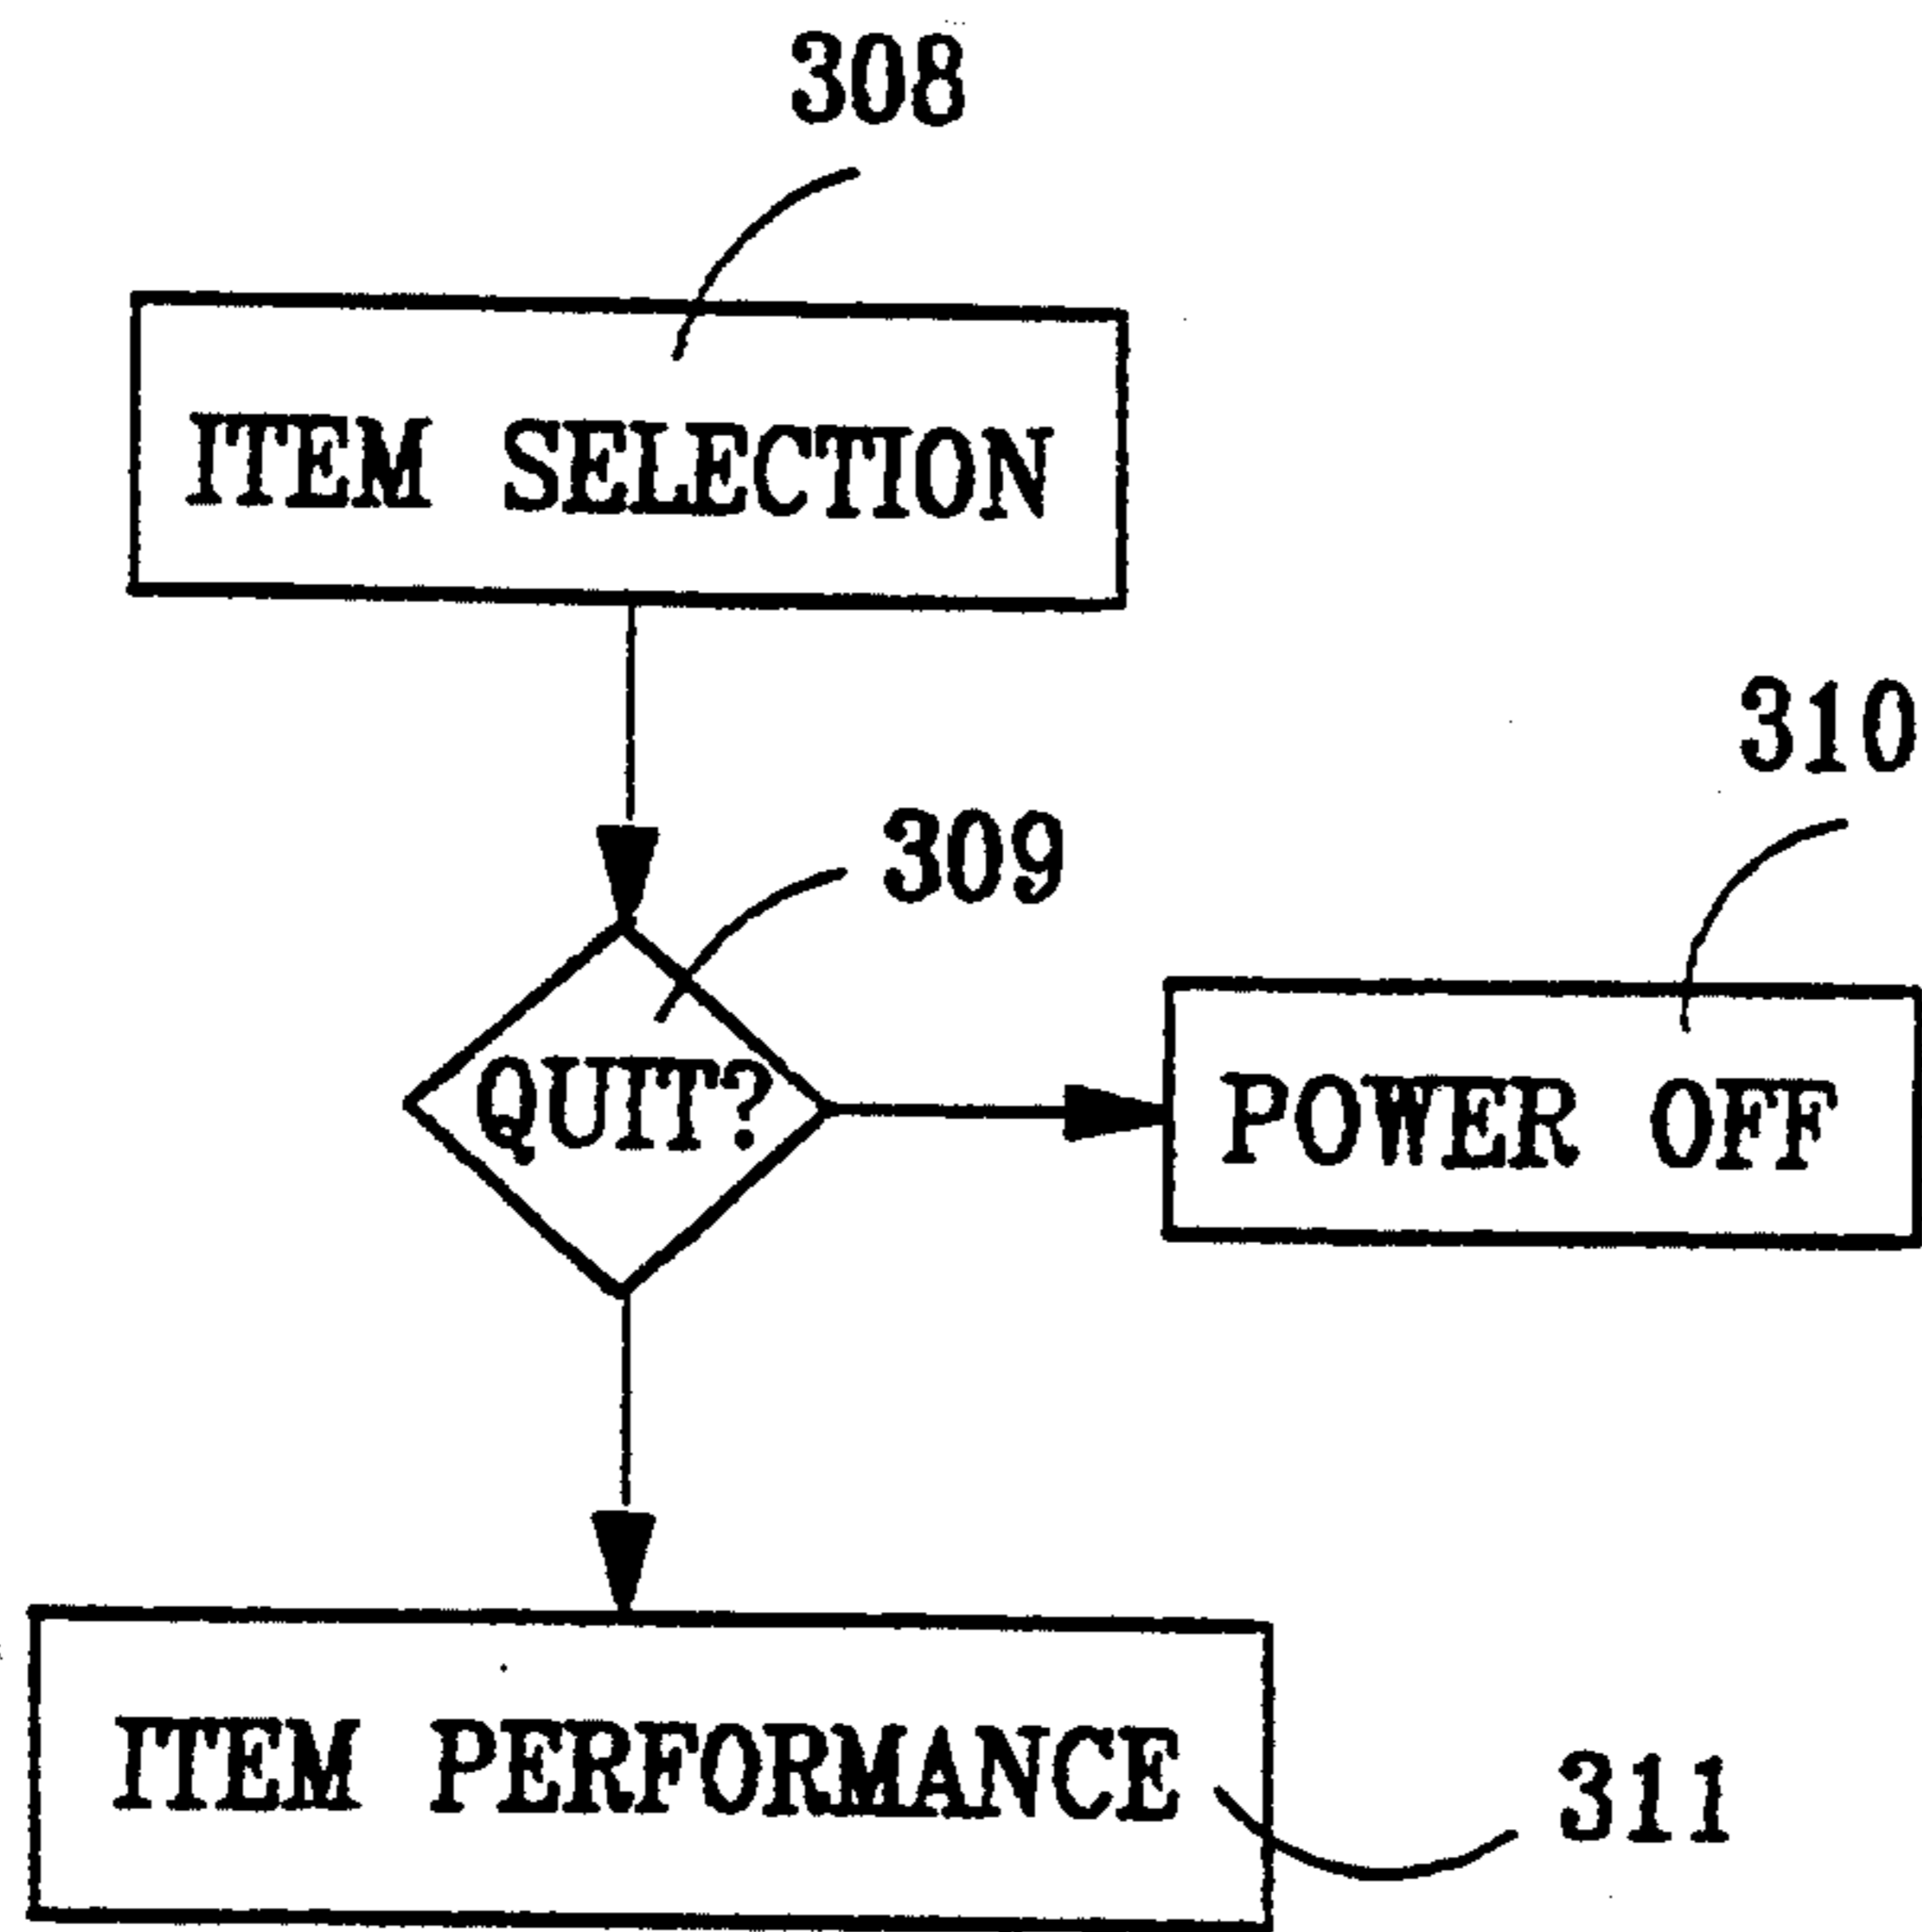 308
ITEM SELECTION
310
309
QUIT?
POWER OFF
ITEM PERFORMANCE
311